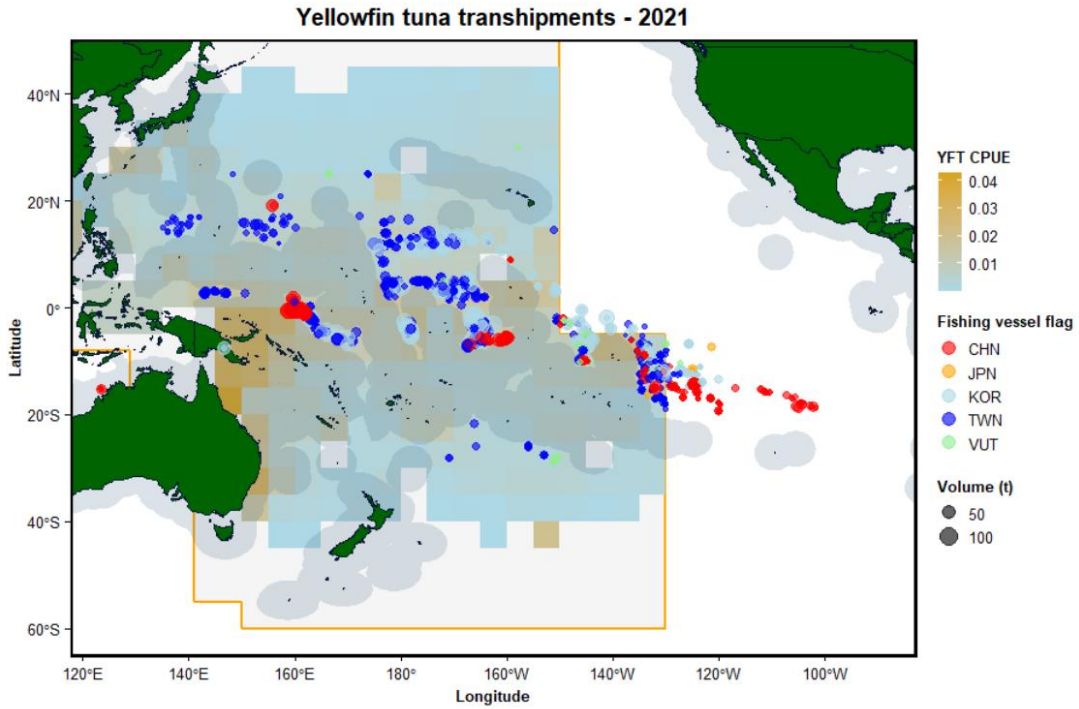 Yellowfin tuna transhipments - 2021
40°N
20°N
0°
20°S
40°S
60°S
Latitude
120°E
140°E
160°E
180°
160°W
140°W
120°W
100°W
Longitude
YFT CPUE
0.04
0.03
0.02
0.01
Fishing vessel flag
CHN
JPN
KOR
TWN
VUT
Volume (t)
50
100